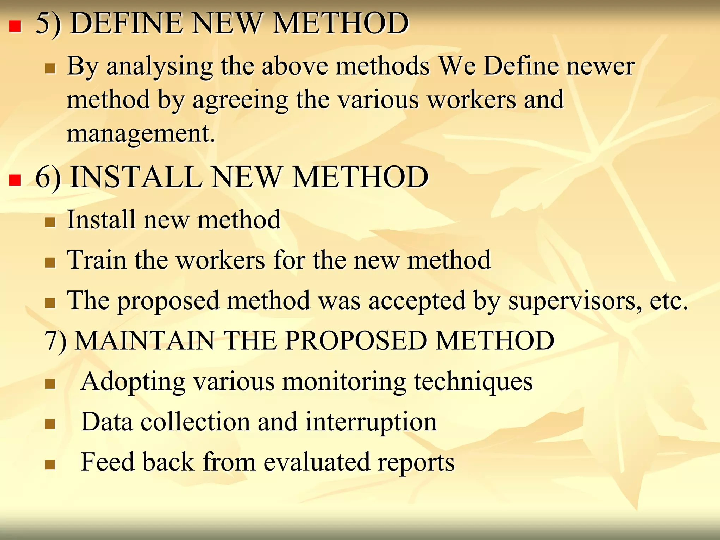 5) DEFINE NEW METHOD
By analysing the above methods We Define newer
method by agreeing the various workers and
management.
6) INSTALL NEW METHOD
Install new method
Train the workers for the new method
The proposed method was accepted by supervisors, etc.
7) MAINTAIN THE PROPOSED METHOD
Adopting various monitoring techniques
Data collection and interruption
Feed back from evaluated reports